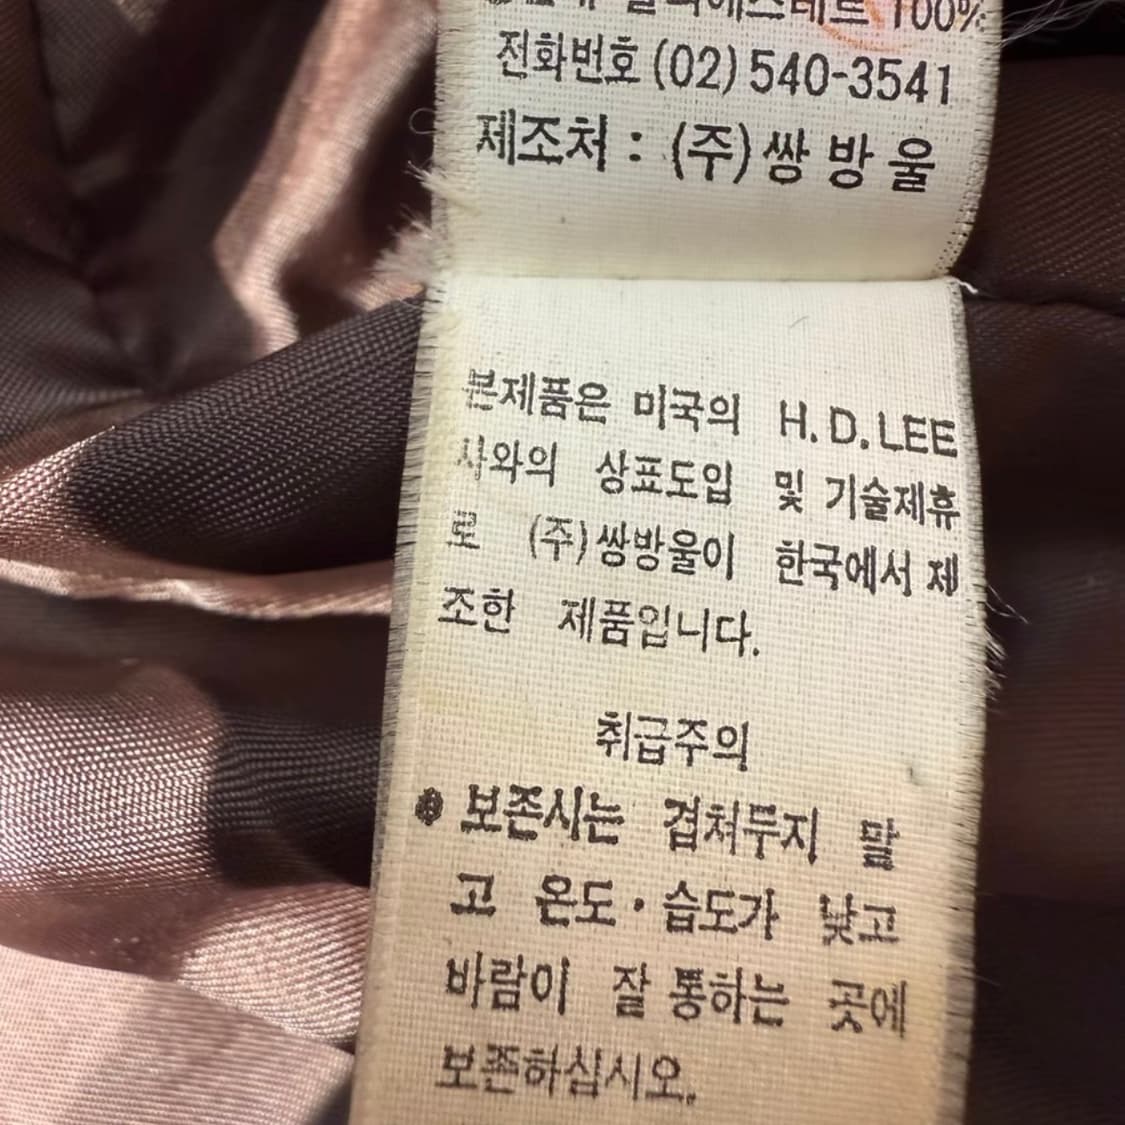 100%
전화번호 (02) 540-3541
제조처 : (주) 쌍 방 울
본제품은 미국의 H. D. LEE
사와의 상표도입 및 기술제휴
로 (주) 쌍방울이 한국에서 제
조한 제품입니다.
취급주의
● 보존시는 겹쳐두지 말
고 온도 · 습도가 낮고
바람이 잘 통하는 곳에
보존하십시오.